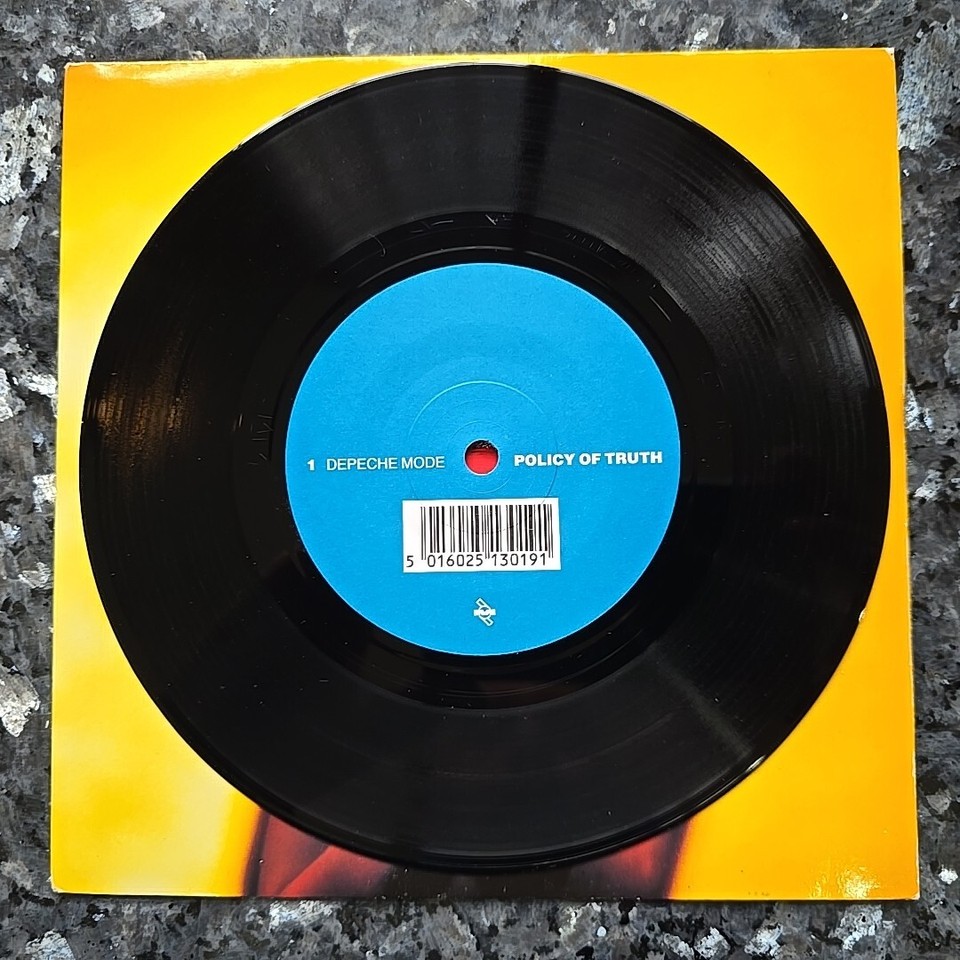 1 DEPECHE MODE POLICY OF TRUTH
5 016025 130191